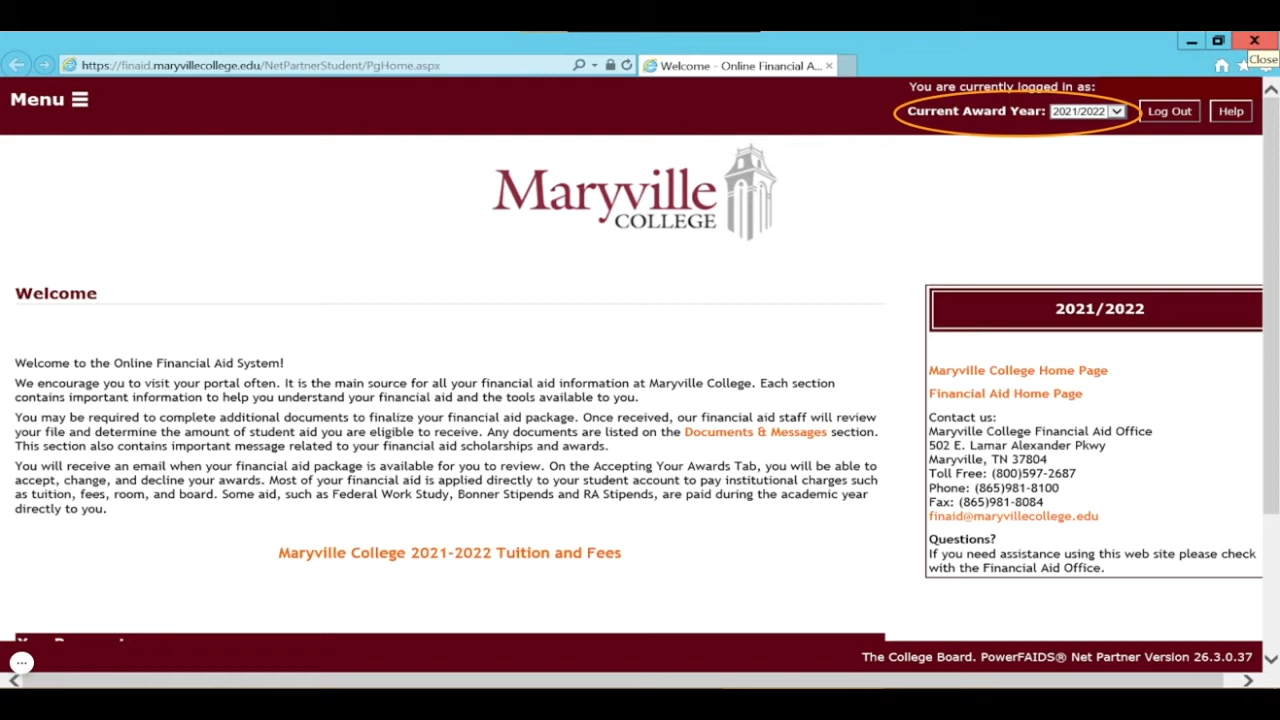 Close
https://finaid.maryvillecollege.edu/NetPartnerStudent/PgHome.aspx
Welcome - Online Financial A...
Menu
You are currently logged in as:
Current Award Year: 2021/2022
Log Out
Help
Maryville
COLLEGE
Welcome
Welcome to the Online Financial Aid System!
We encourage you to visit your portal often. It is the main source for all your financial aid information at Maryville College. Each section
contains important information to help you understand your financial aid and the tools available to you.
You may be required to complete additional documents to finalize your financial aid package. Once received, our financial aid staff will review
your file and determine the amount of student aid you are eligible to receive. Any documents are listed on the Documents & Messages section.
This section also contains important message related to your financial aid scholarships and awards.
You will receive an email when your financial aid package is available for you to review. On the Accepting Your Awards Tab, you will be able to
accept, change, and decline your awards. Most of your financial aid is applied directly to your student account to pay institutional charges such
as tuition, fees, room, and board. Some aid, such as Federal Work Study, Bonner Stipends and RA Stipends, are paid during the academic year
directly to you.
Maryville College 2021-2022 Tuition and Fees
2021/2022
Maryville College Home Page
Financial Aid Home Page
Contact us:
Maryville College Financial Aid Office
502 E. Lamar Alexander Pkwy
Maryville, TN 37804
Toll Free: (800)597-2687
Phone: (865)981-8100
Fax: (865)981-8084
finaid@maryvillecollege.edu
Questions?
If you need assistance using this web site please check
with the Financial Aid Office.
The College Board. PowerFAIDS® Net Partner Version 26.3.0.37